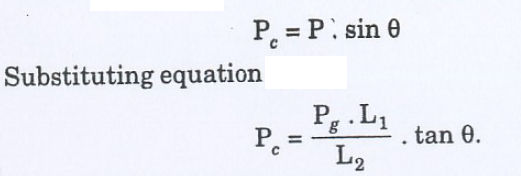 P_c = P . sin θ
Substituting equation
P_c = P_g . L_1 / L_2 . tan θ.